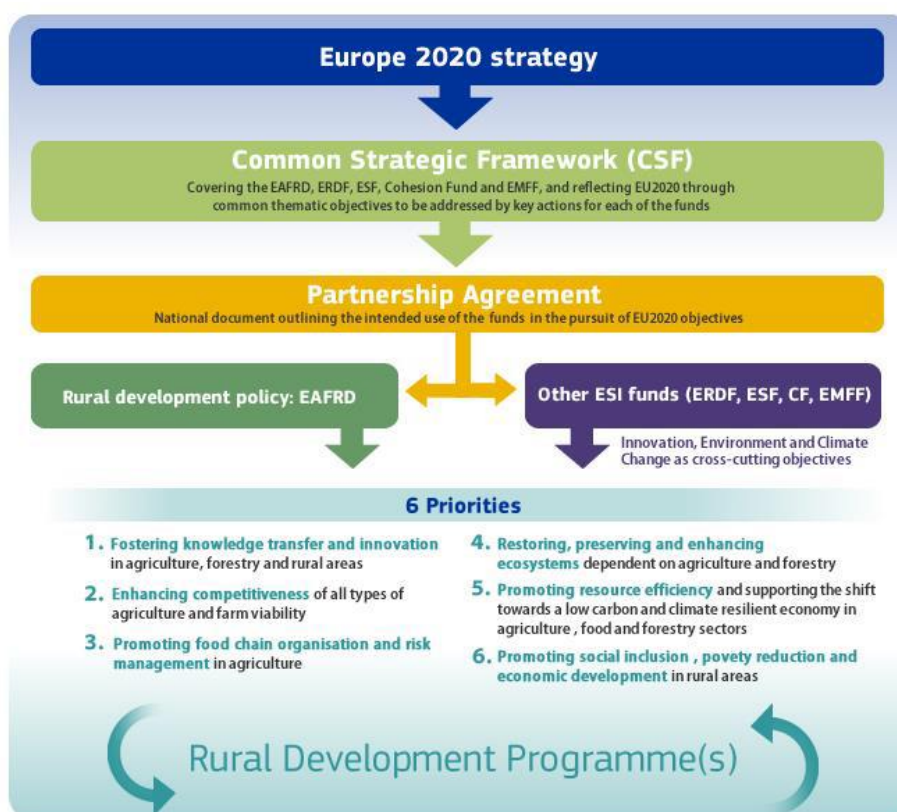 Europe 2020 strategy
Common Strategic Framework (CSF)
Covering the EAFRD, ERDF, ESF, Cohesion Fund and EMFF, and reflecting EU2020 through
common thematic objectives to be addressed by key actions for each of the funds
Partnership Agreement
National document outlining the intended use of the funds in the pursuit of EU2020 objectives
Rural development policy: EAFRD
Other ESI funds (ERDF, ESF, CF, EMFF)
Innovation, Environment and Climate
Change as cross-cutting objectives
6 Priorities
1. Fostering knowledge transfer and innovation
in agriculture, forestry and rural areas
2. Enhancing competitiveness of all types of
agriculture and farm viability
3. Promoting food chain organisation and risk
management in agriculture
4. Restoring, preserving and enhancing
ecosystems dependent on agriculture and forestry
5. Promoting resource efficiency and supporting the shift
towards a low carbon and climate resilient economy in
agriculture , food and forestry sectors
6. Promoting social inclusion , povety reduction and
economic development in rural areas
Rural Development Programme(s)